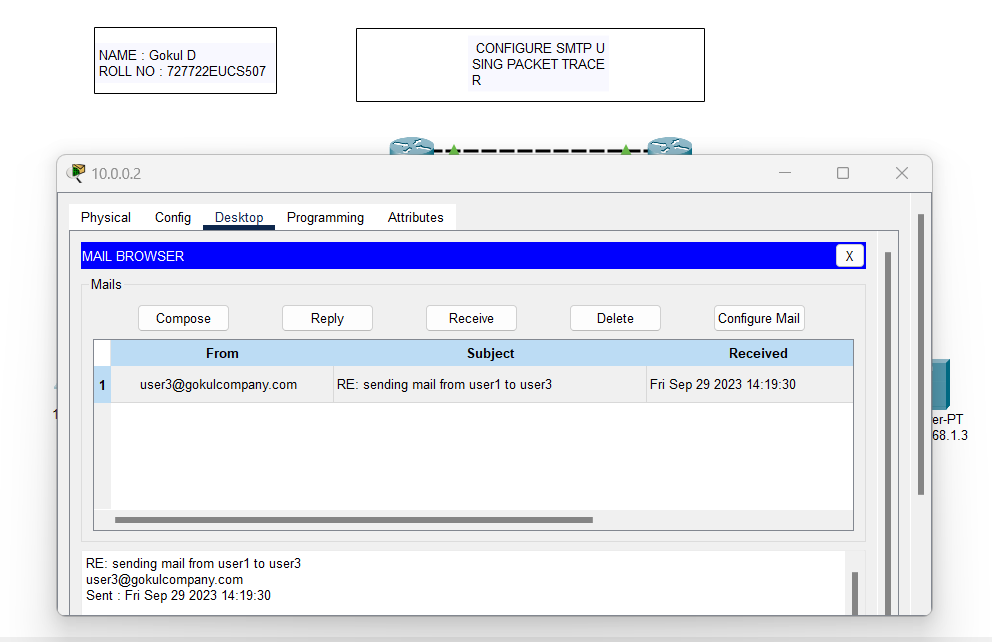 NAME : Gokul D
ROLL NO : 727722EUCS507
CONFIGURE SMTP U
SING PACKET TRACE
R
10.0.0.2
Physical Config Desktop Programming Attributes
MAIL BROWSER X
Mails
Compose Reply Receive Delete Configure Mail
From Subject Received
1 user3@gokulcompany.com RE: sending mail from user1 to user3 Fri Sep 29 2023 14:19:30
er-PT
68.1.3
RE: sending mail from user1 to user3
user3@gokulcompany.com
Sent : Fri Sep 29 2023 14:19:30